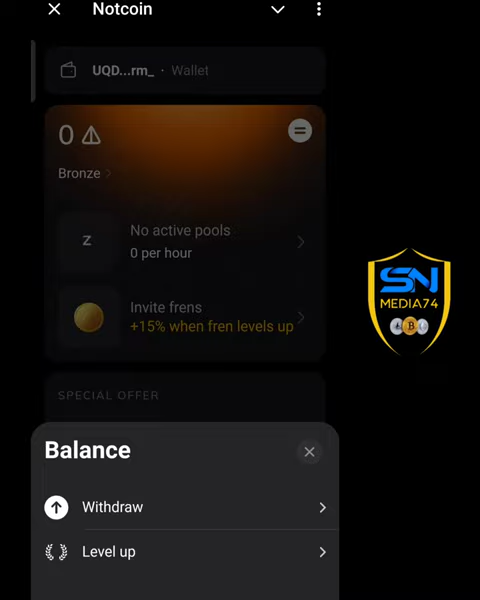 Notcoin
UQD...rm_ · Wallet
0
Bronze
z
No active pools
0 per hour
Invite frens
+15% when fren levels up
SPECIAL OFFER
SN
MEDIA74
Balance
Withdraw
Level up